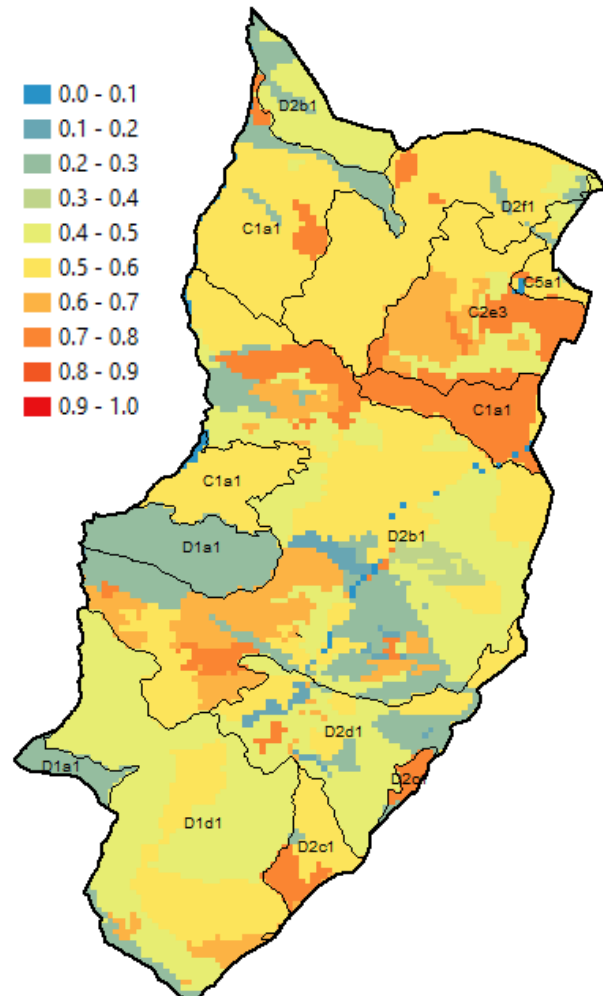 0.0 - 0.1
0.1 - 0.2
0.2 - 0.3
0.3 - 0.4
0.4 - 0.5
0.5 - 0.6
0.6 - 0.7
0.7 - 0.8
0.8 - 0.9
0.9 - 1.0
D2b1
D2f1
C1a1
C5a1
C2e3
C1a1
C1a1
D2b1
D1a1
D2d1
D1a1
D1d1
D2c1